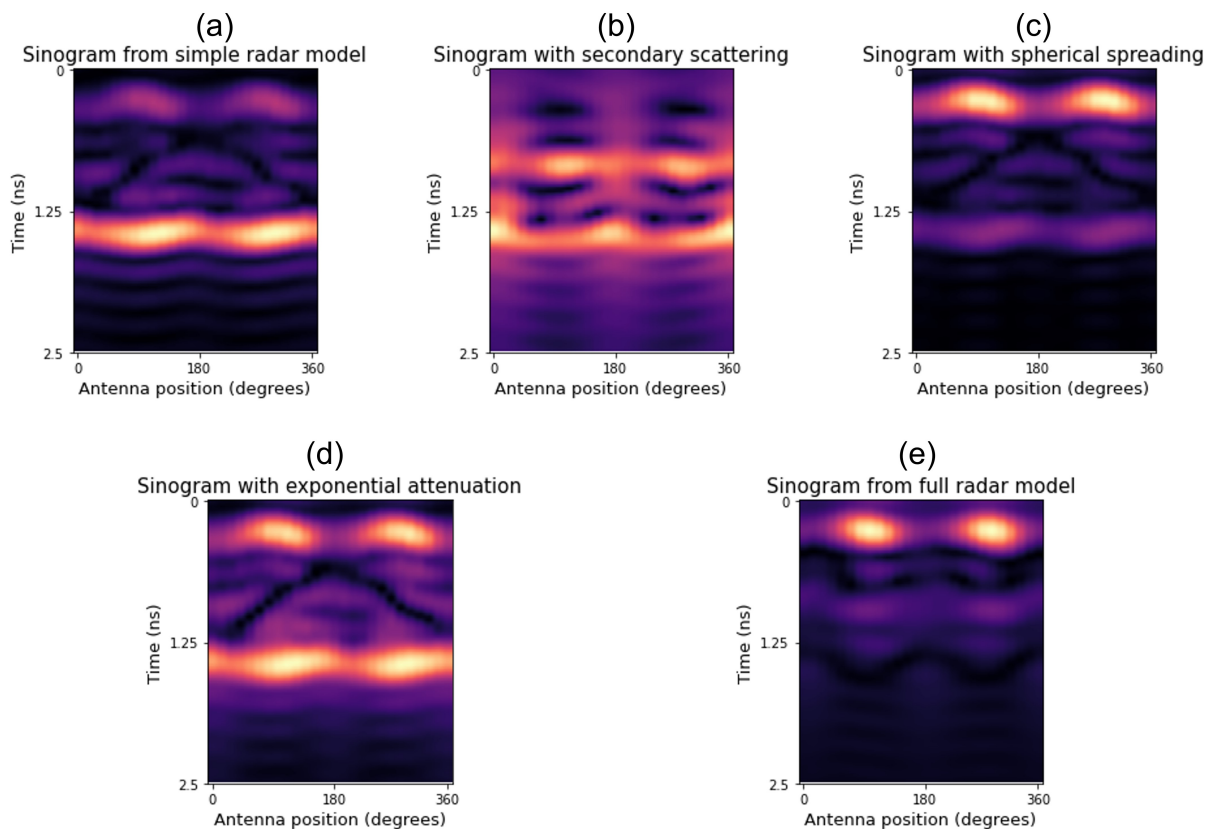 (a)
Sinogram from simple radar model
0
1.25
2.5
Time (ns)
0
180
360
Antenna position (degrees)
(b)
Sinogram with secondary scattering
0
1.25
2.5
Time (ns)
0
180
360
Antenna position (degrees)
(c)
Sinogram with spherical spreading
0
1.25
2.5
Time (ns)
0
180
360
Antenna position (degrees)
(d)
Sinogram with exponential attenuation
0
1.25
2.5
Time (ns)
0
180
360
Antenna position (degrees)
(e)
Sinogram from full radar model
0
1.25
2.5
Time (ns)
0
180
360
Antenna position (degrees)